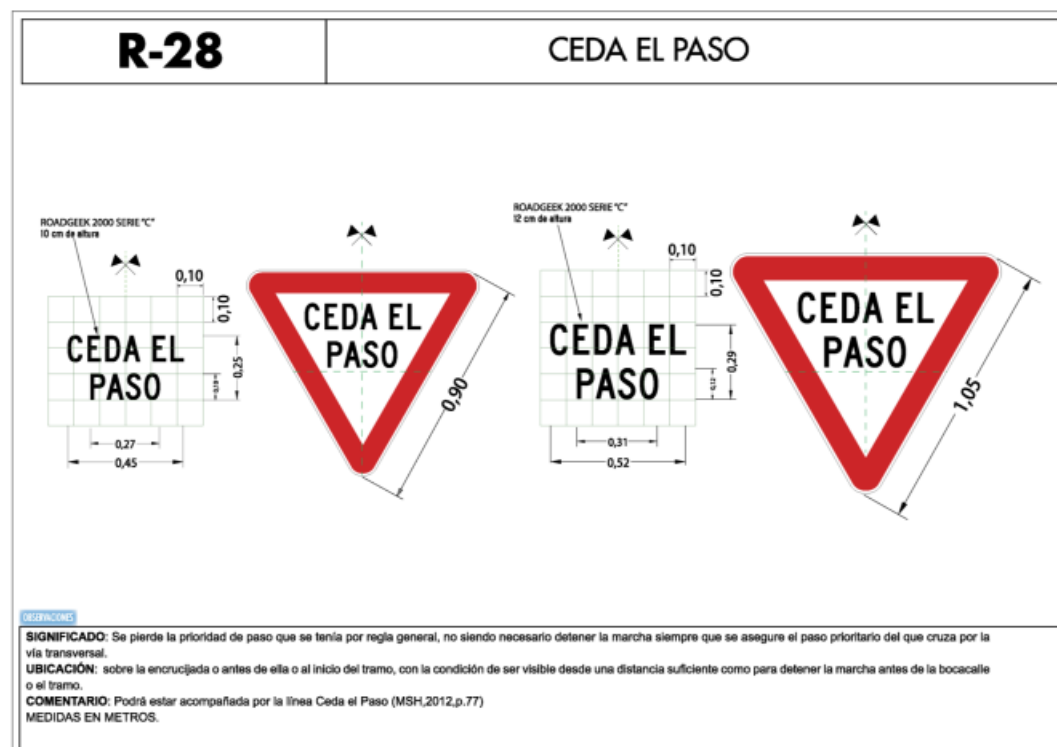 R-28
CEDA EL PASO
ROADGEEK 2000 SERIE "C"
10 cm de altura
0,10
0,10
CEDA EL
PASO
0,25
0,10
0,27
0,45
CEDA EL
PASO
0,90
ROADGEEK 2000 SERIE "C"
12 cm de altura
0,10
0,10
CEDA EL
PASO
0,29
0,12
0,31
0,52
CEDA EL
PASO
1,05
OBSERVACIONES
SIGNIFICADO: Se pierde la prioridad de paso que se tenía por regla general, no siendo necesario detener la marcha siempre que se asegure el paso prioritario del que cruza por la
vía transversal.
UBICACIÓN: sobre la encrucijada o antes de ella o al inicio del tramo, con la condición de ser visible desde una distancia suficiente como para detener la marcha antes de la bocacalle
o el tramo.
COMENTARIO: Podrá estar acompañada por la línea Ceda el Paso (MSH,2012,p.77)
MEDIDAS EN METROS.